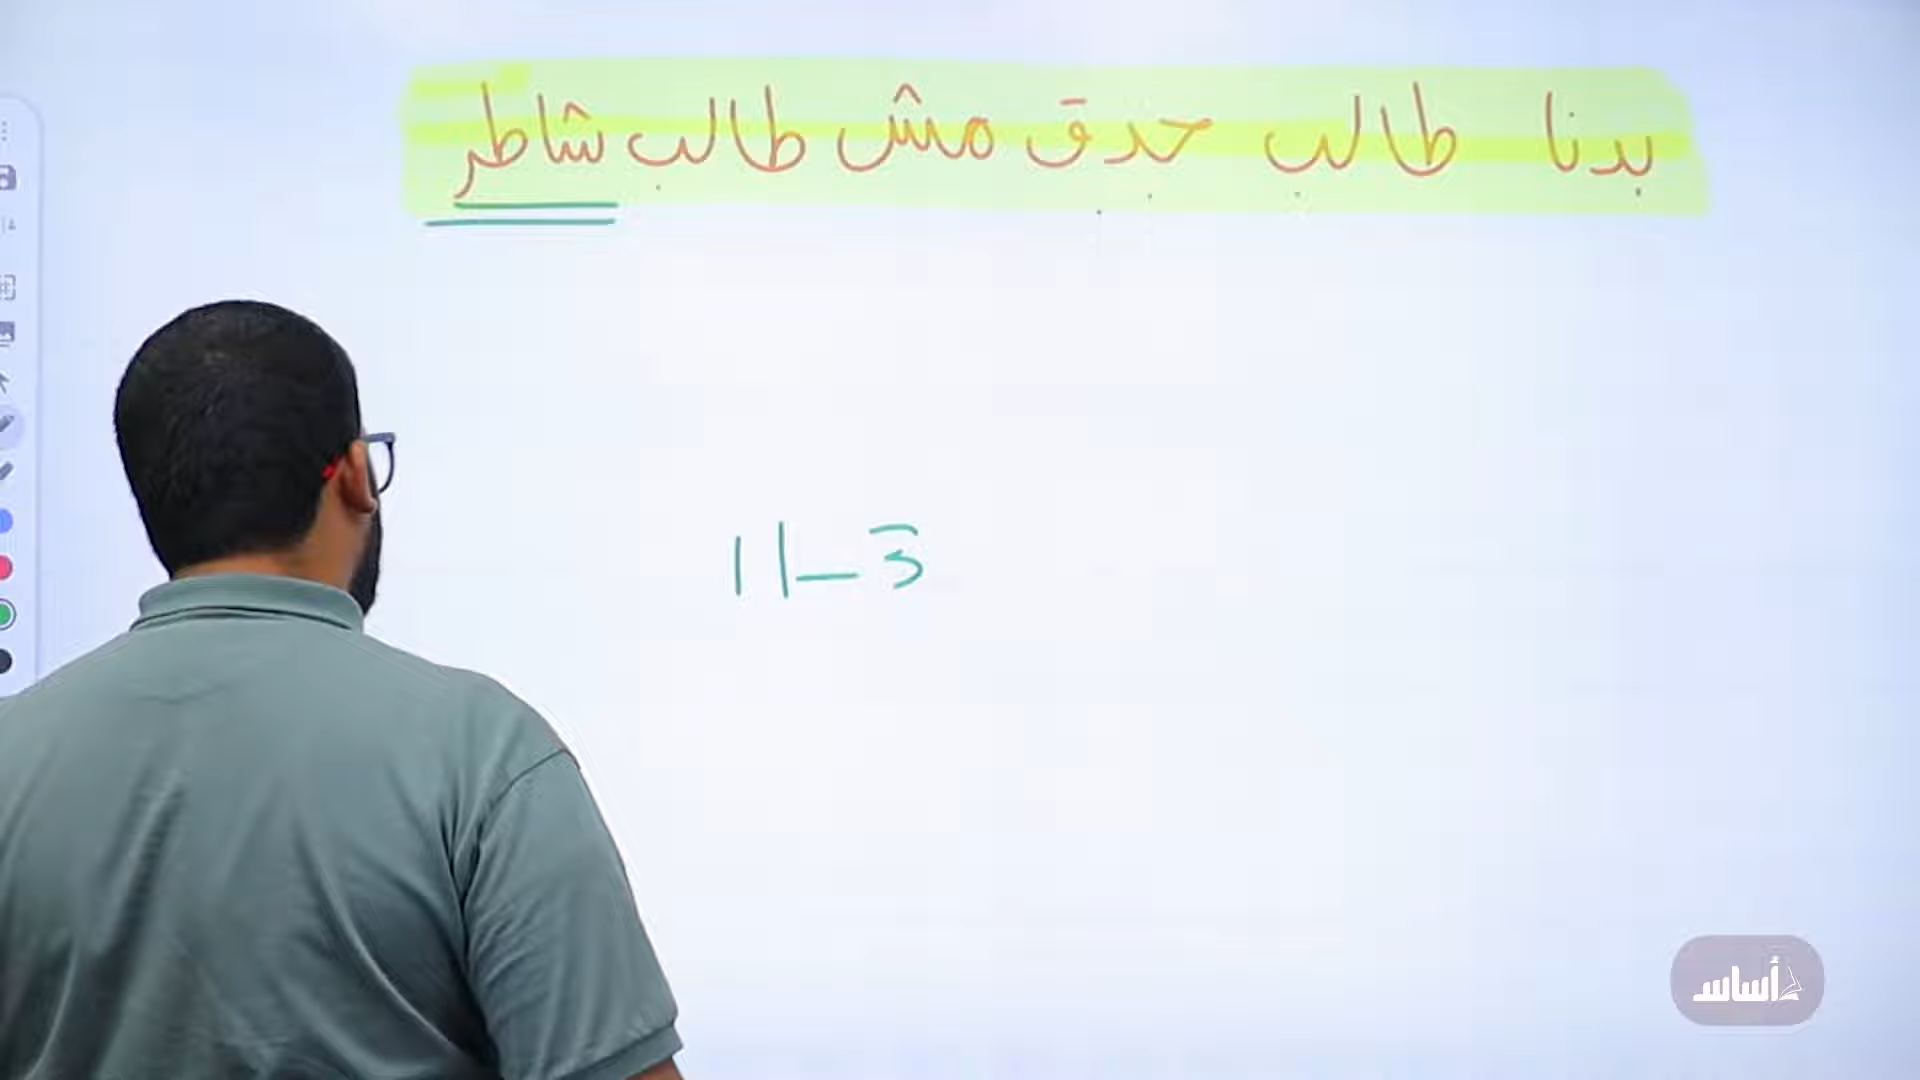 بدنا طالب حدق مش طالب شاطر
11-3
أساس